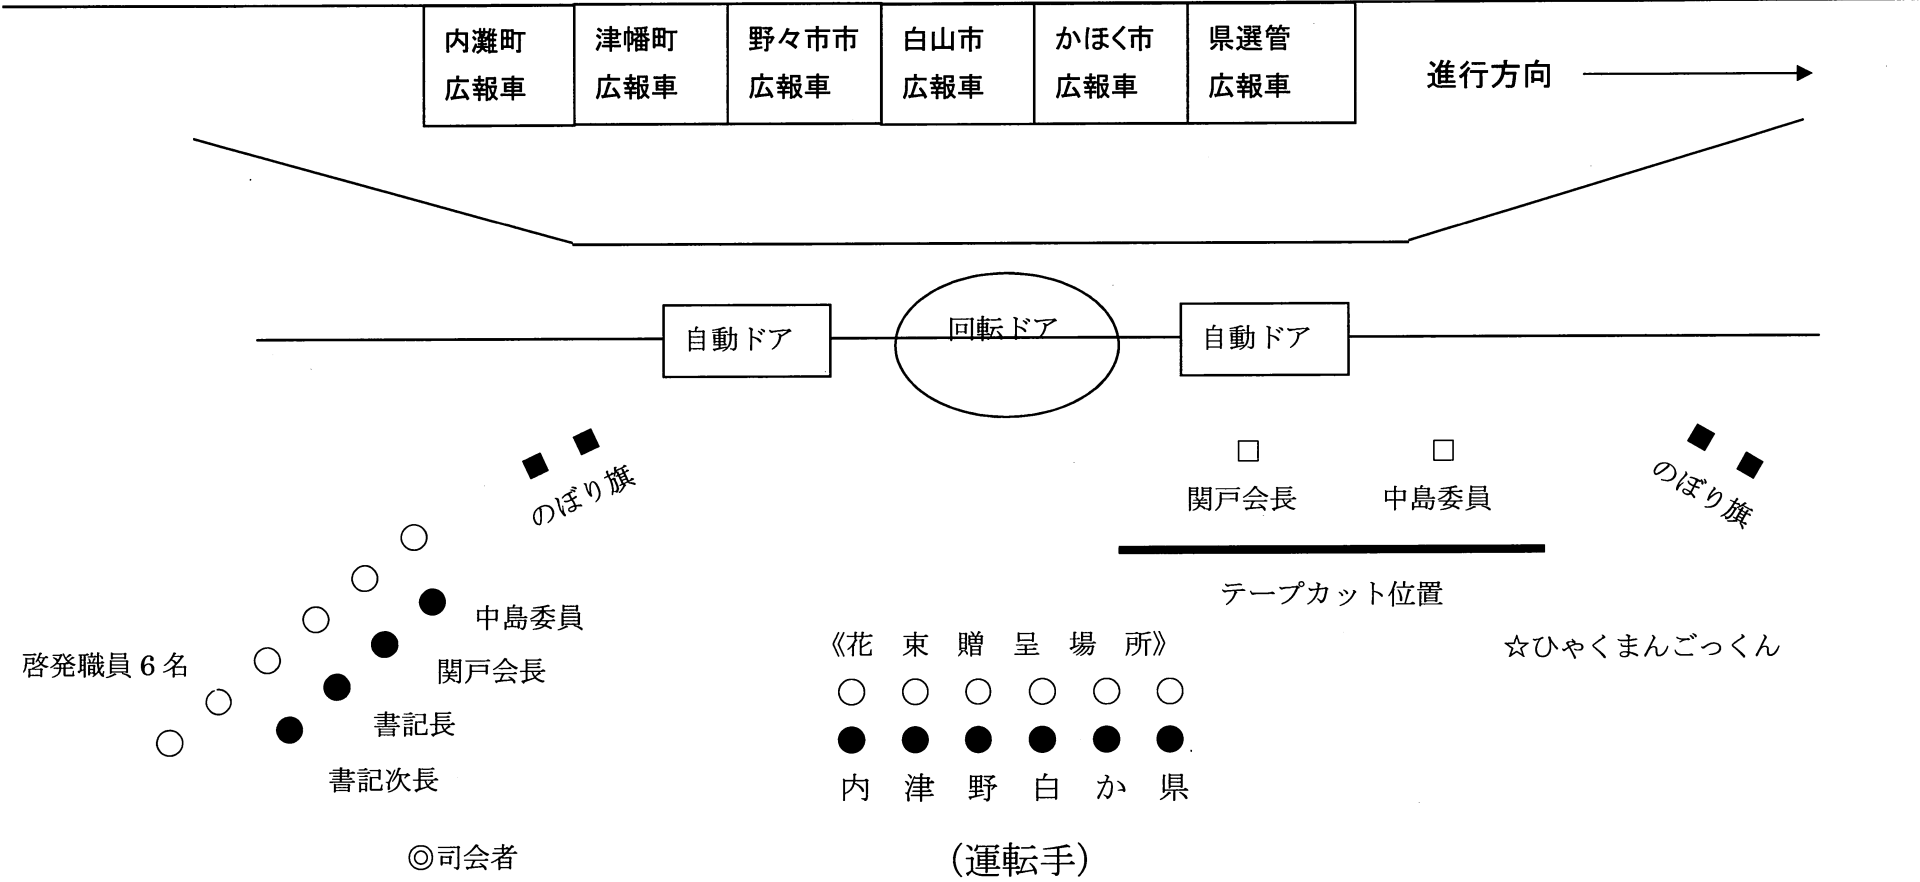 内灘町
広報車
津幡町
広報車
野々市市
広報車
白山市
広報車
かほく市
広報車
県選管
広報車
進行方向
自動ドア
回転ドア
自動ドア
のぼり旗
関戸会長
中島委員
のぼり旗
テープカット位置
中島委員
関戸会長
書記長
書記次長
啓発職員6名
《花束贈呈場所》
☆ひゃくまんごっくん
内 津 野 白 か 県
(運転手)
◎司会者